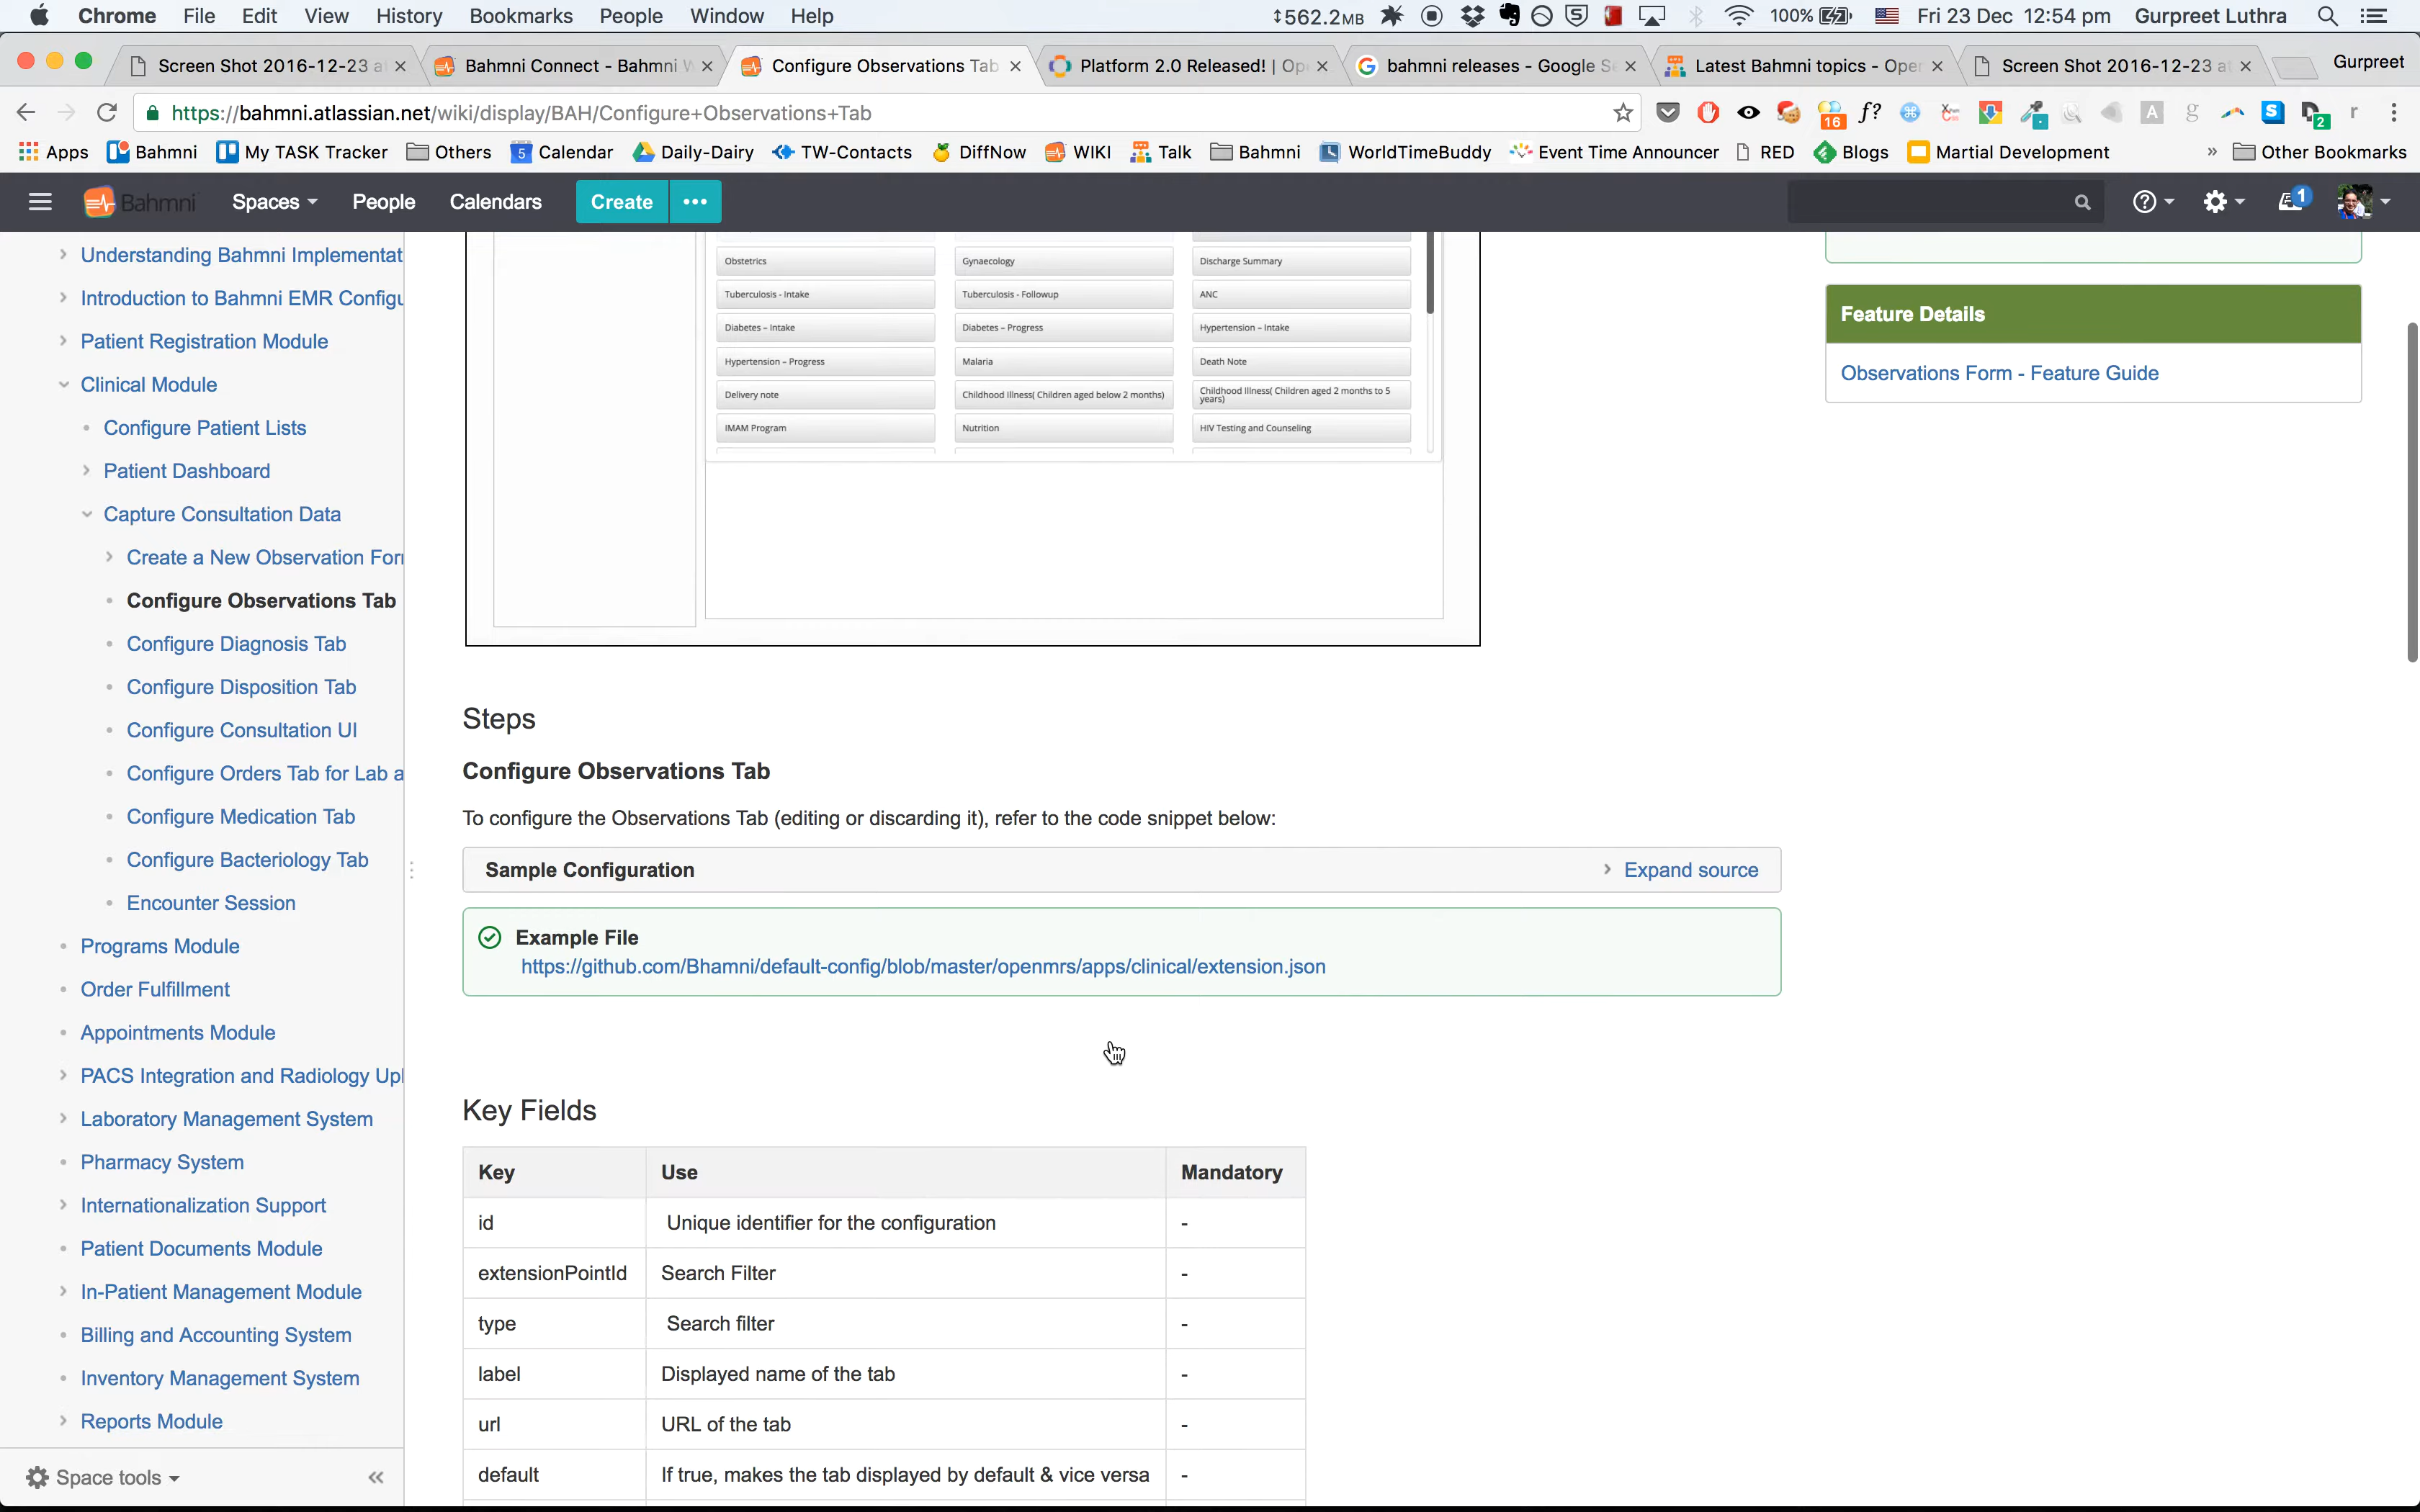 Chrome File Edit View History Bookmarks People Window Help
562.2MB 100% Fri 23 Dec 12:54 pm Gurpreet Luthra
Screen Shot 2016-12-23 a
Bahmni Connect - Bahmni W
Configure Observations Tab
Platform 2.0 Released! | Op
bahmni releases - Google S
Latest Bahmni topics - Ope
Screen Shot 2016-12-23 a
Gurpreet
https://bahmni.atlassian.net/wiki/display/BAH/Configure+Observations+Tab
16 f? A g S 2 r
Apps Bahmni My TASK Tracker Others 5 Calendar Daily-Dairy TW-Contacts DiffNow WIKI Talk Bahmni WorldTimeBuddy Event Time Announcer RED Blogs Martial Development » Other Bookmarks
Bahmni Spaces People Calendars Create ••• 1
Understanding Bahmni Implementat
Introduction to Bahmni EMR Configu
Patient Registration Module
Clinical Module
Configure Patient Lists
Patient Dashboard
Capture Consultation Data
Create a New Observation For
Configure Observations Tab
Configure Diagnosis Tab
Configure Disposition Tab
Configure Consultation UI
Configure Orders Tab for Lab a
Configure Medication Tab
Configure Bacteriology Tab
Encounter Session
Programs Module
Order Fulfillment
Appointments Module
PACS Integration and Radiology Upl
Laboratory Management System
Pharmacy System
Internationalization Support
Patient Documents Module
In-Patient Management Module
Billing and Accounting System
Inventory Management System
Reports Module
Space tools
Obstetrics Gynaecology Discharge Summary
Tuberculosis - Intake Tuberculosis - Followup ANC
Diabetes – Intake Diabetes – Progress Hypertension – Intake
Hypertension – Progress Malaria Death Note
Delivery note Childhood Illness( Children aged below 2 months) Childhood Illness( Children aged 2 months to 5
years)
IMAM Program Nutrition HIV Testing and Counseling
Steps
Configure Observations Tab
To configure the Observations Tab (editing or discarding it), refer to the code snippet below:
Sample Configuration Expand source
Example File
https://github.com/Bhamni/default-config/blob/master/openmrs/apps/clinical/extension.json
Key Fields
Key Use Mandatory
id Unique identifier for the configuration -
extensionPointId Search Filter -
type Search filter -
label Displayed name of the tab -
url URL of the tab -
default If true, makes the tab displayed by default & vice versa -
Feature Details
Observations Form - Feature Guide